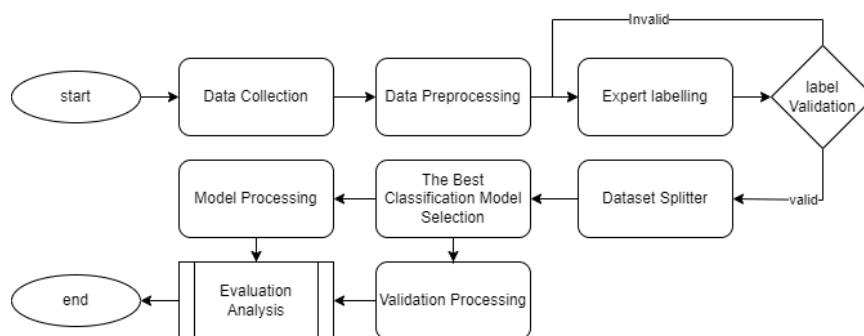 Invalid
start
Data Collection
Data Preprocessing
Expert labelling
label
Validation
Model Processing
The Best
Classification Model
Selection
Dataset Splitter
valid
end
Evaluation
Analysis
Validation Processing